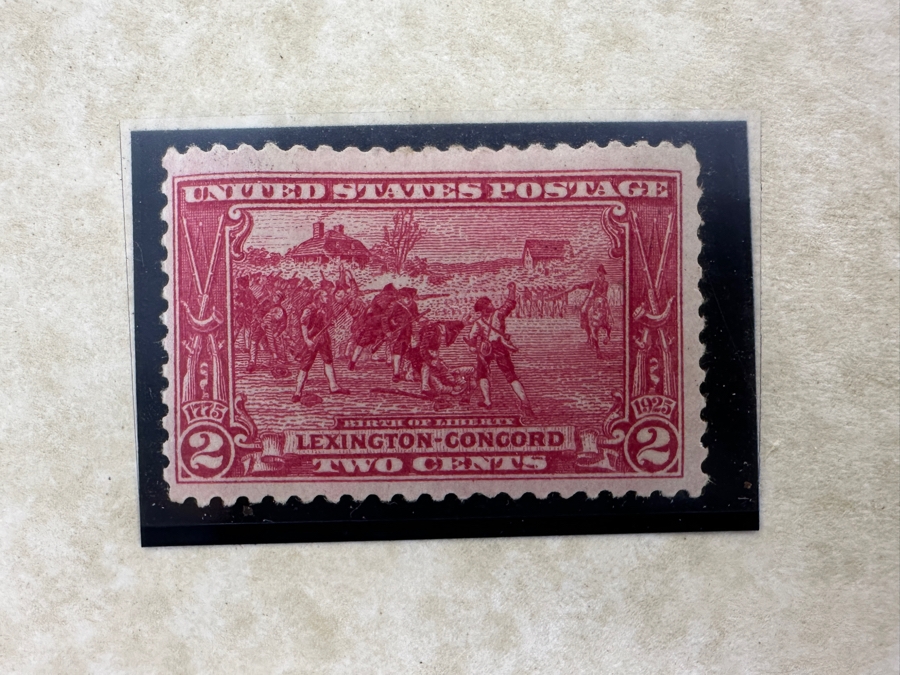 UNITED STATES POSTAGE
1775
1925
BIRTH OF LIBERTY
2
LEXINGTON-CONCORD
2
TWO CENTS